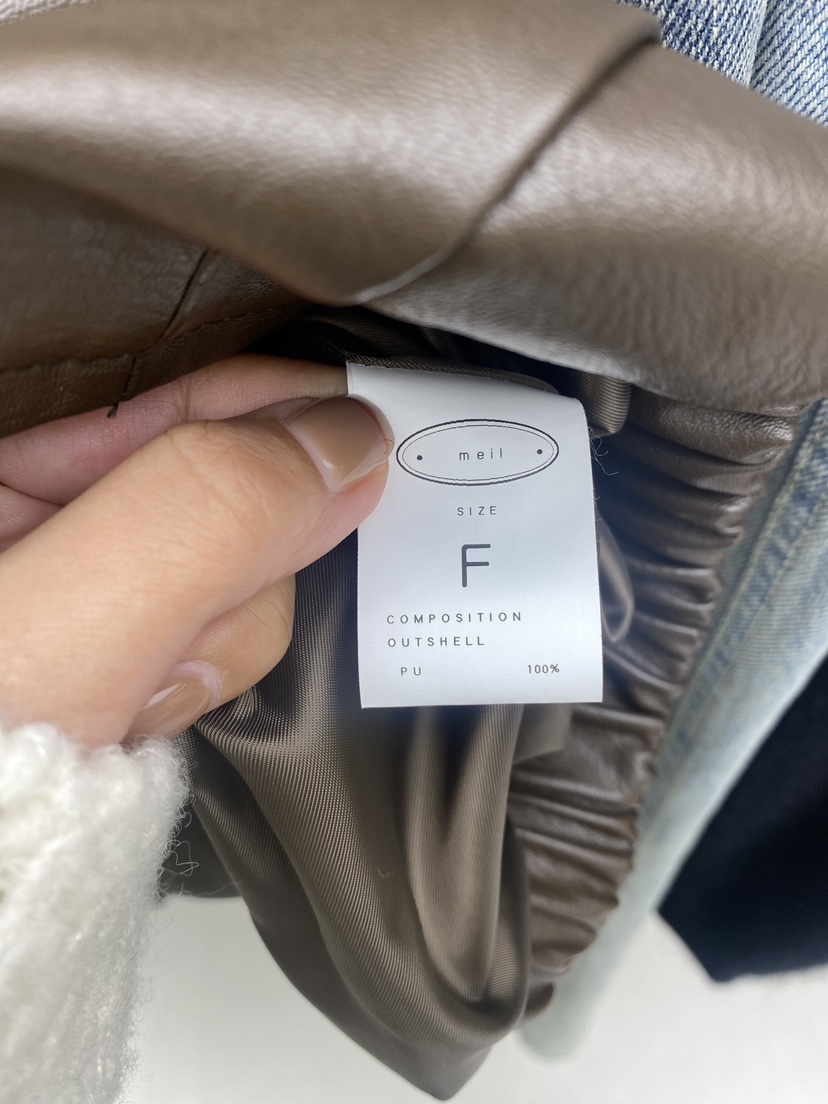 meil
SIZE
F
COMPOSITION
OUTSHELL
PU 100%